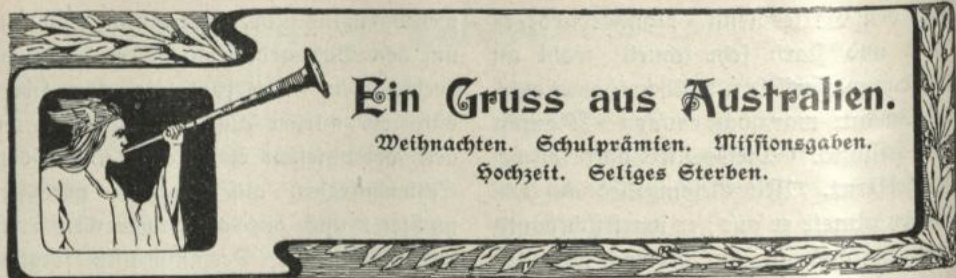 Ein Gruss aus Australien.
Weihnachten. Schulprämien. Missionsgaben.
Hochzeit. Seliges Sterben.